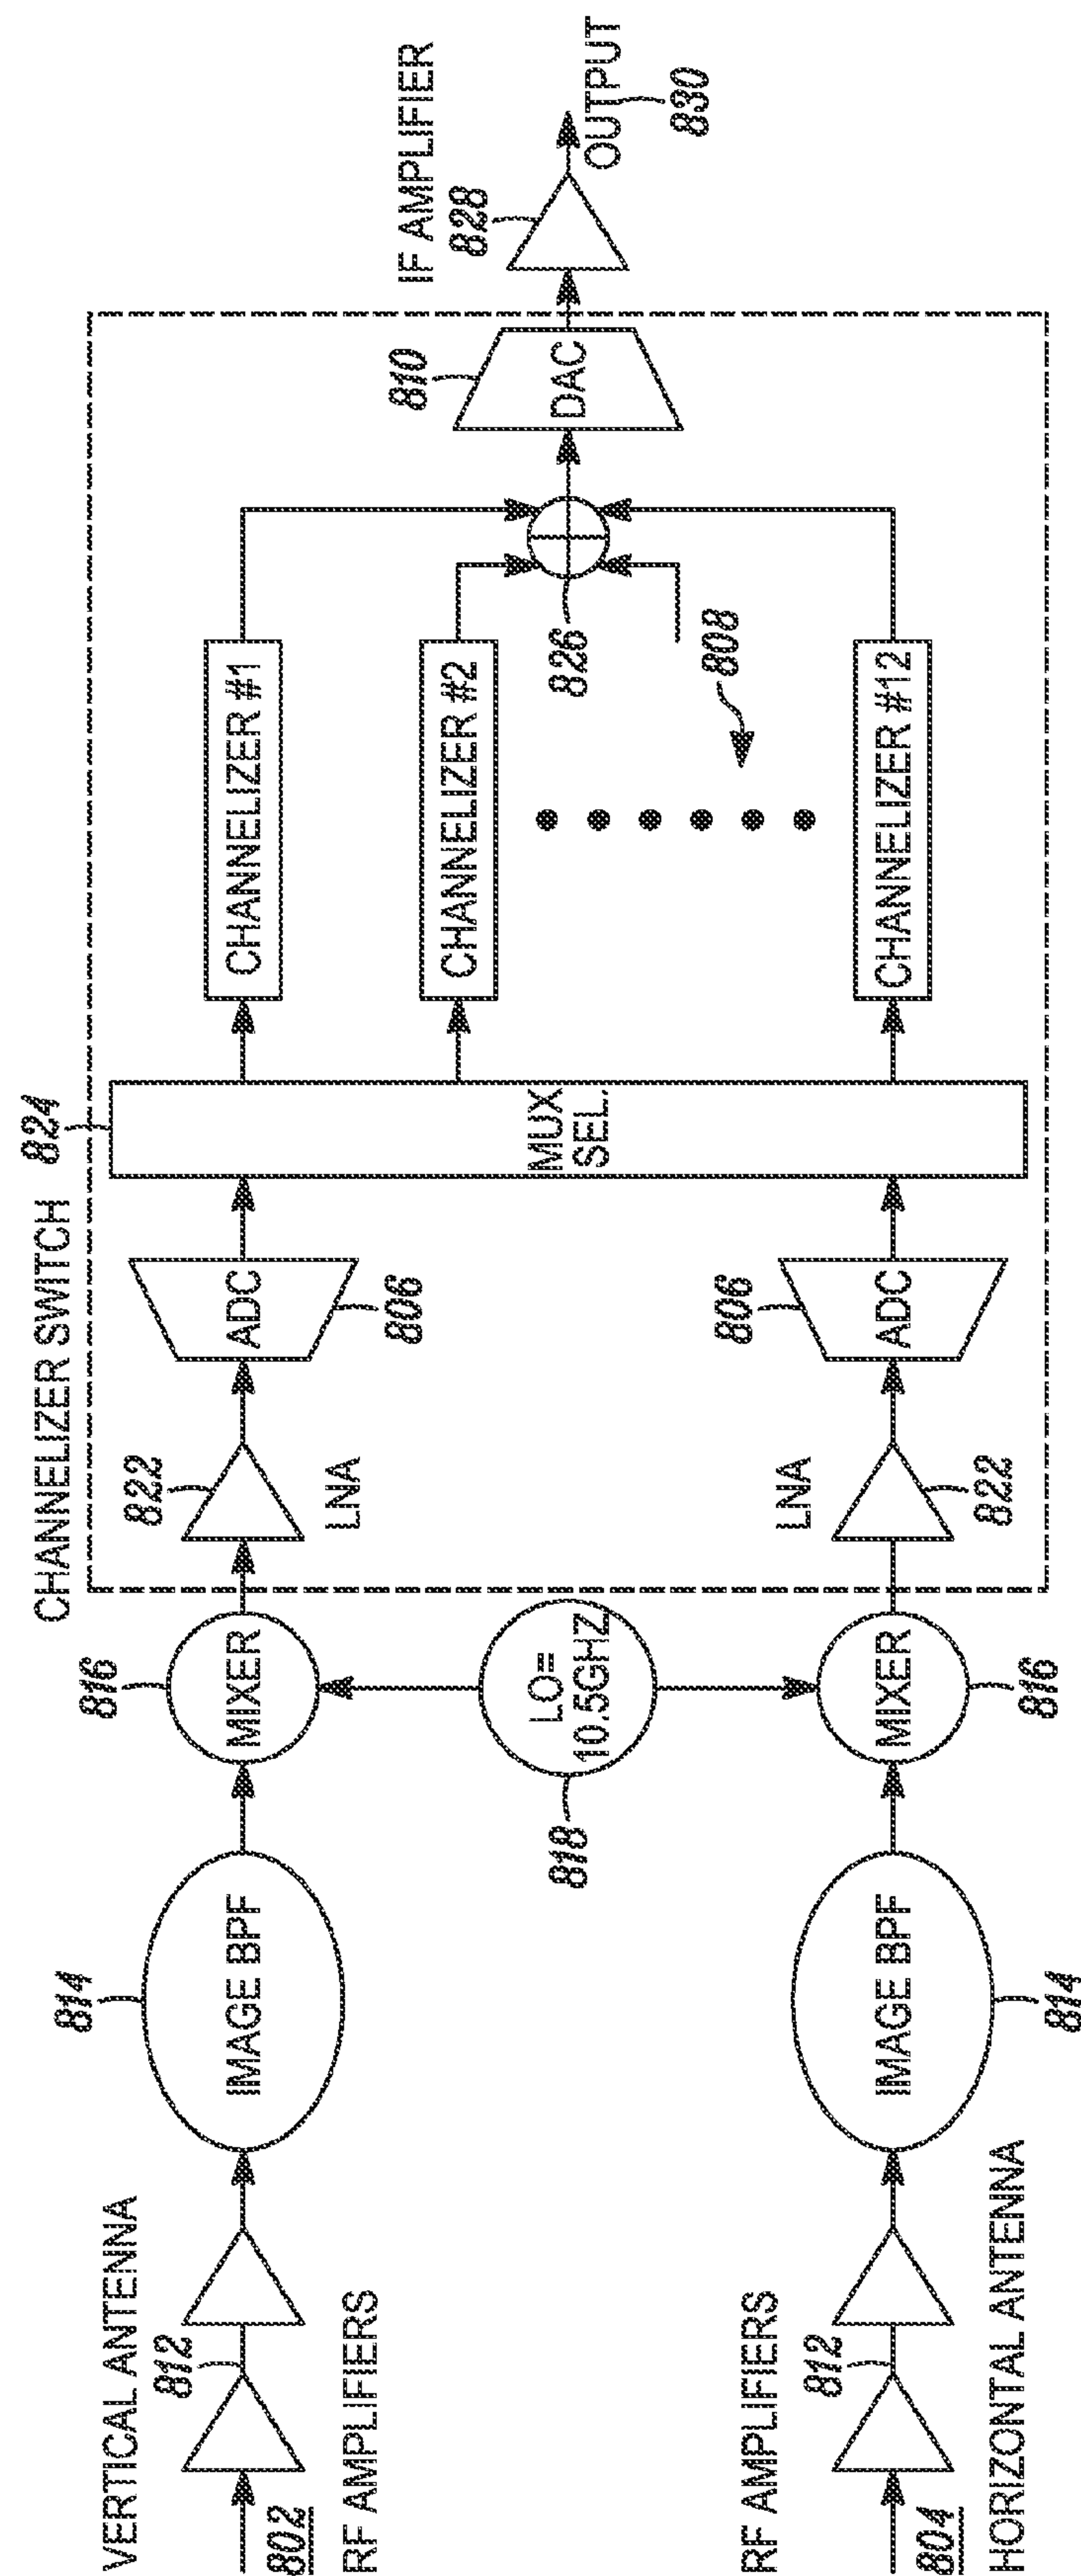 VERTICAL ANTENNA
812
802
RF AMPLIFIERS
814
IMAGE BPF
816
MIXER
CHANNELIZER SWITCH
824
822
LNA
ADC
806
MUX
SEL.
CHANNELIZER #1
CHANNELIZER #2
826
808
CHANNELIZER #12
810
DAC
IF AMPLIFIER
828
OUTPUT
830
LO=
10.5GHZ
818
RF AMPLIFIERS
812
804
HORIZONTAL ANTENNA
IMAGE BPF
814
MIXER
816
LNA
822
806
ADC